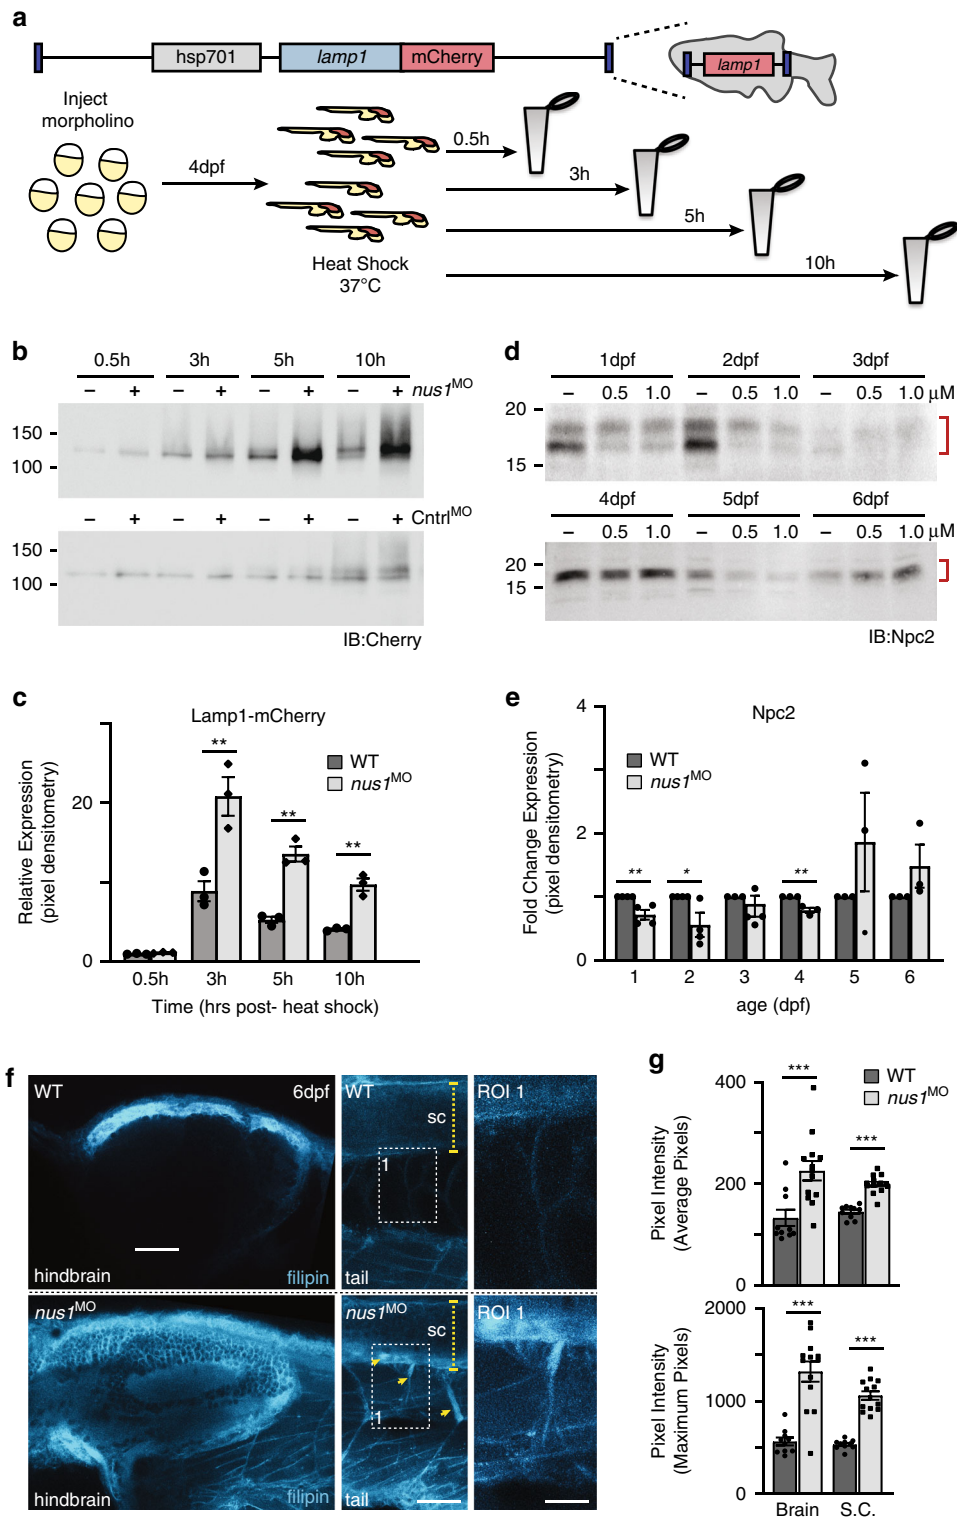 a
hsp701 lamp1 mCherry
lamp1
Inject
morpholino
4dpf
0.5h
3h
5h
10h
Heat Shock
37°C
b
0.5h 3h 5h 10h
– + – + – + – + nus1MO
150
100
– + – + – + – + CntrlMO
150
100
IB:Cherry
d
1dpf 2dpf 3dpf
– 0.5 1.0 – 0.5 1.0 – 0.5 1.0 μM
20
15
4dpf 5dpf 6dpf
– 0.5 1.0 – 0.5 1.0 – 0.5 1.0 μM
20
15
IB:Npc2
c
Lamp1-mCherry
Relative Expression
(pixel densitometry)
20
0
** ** **
WT
nus1MO
0.5h 3h 5h 10h
Time (hrs post- heat shock)
e
Npc2
Fold Change Expression
(pixel densitometry)
4
2
0
WT
nus1MO
** * **
1 2 3 4 5 6
age (dpf)
f
WT 6dpf
hindbrain filipin
WT
sc
1
tail
ROI 1
nus1MO
hindbrain filipin
nus1MO
sc
1
tail
ROI 1
g
WT
nus1MO
Pixel Intensity
(Average Pixels)
400
200
0
*** ***
Pixel Intensity
(Maximum Pixels)
2000
1000
0
*** ***
Brain S.C.